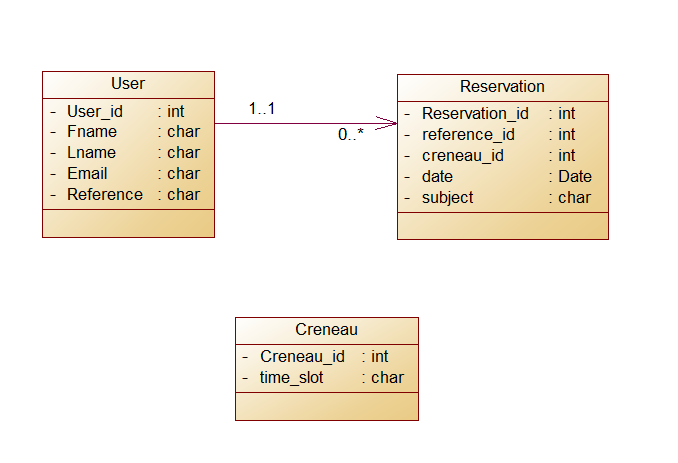 User
- User_id : int
- Fname : char
- Lname : char
- Email : char
- Reference : char
1..1
0..*
Reservation
- Reservation_id : int
- reference_id : int
- creneau_id : int
- date : Date
- subject : char
Creneau
- Creneau_id : int
- time_slot : char